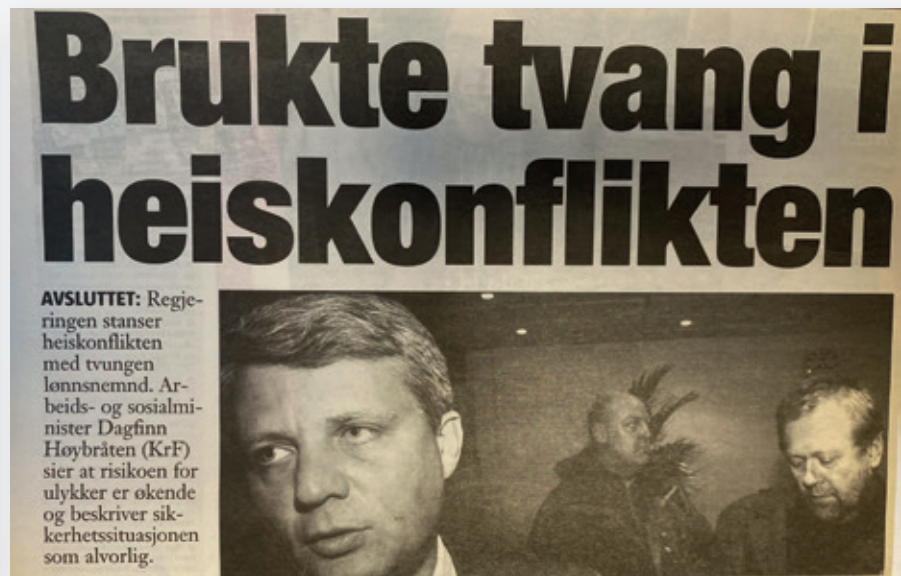 Brukte tvang i
heiskonflikten
AVSLUTTET: Regje-
ringen stanser
heiskonflikten
med tvungen
lønnsnemnd. Ar-
beids- og sosialmi-
nister Dagfinn
Høybråten (KrF)
sier at risikoen for
ulykker er økende
og beskriver sik-
kerhetssituasjonen
som alvorlig.